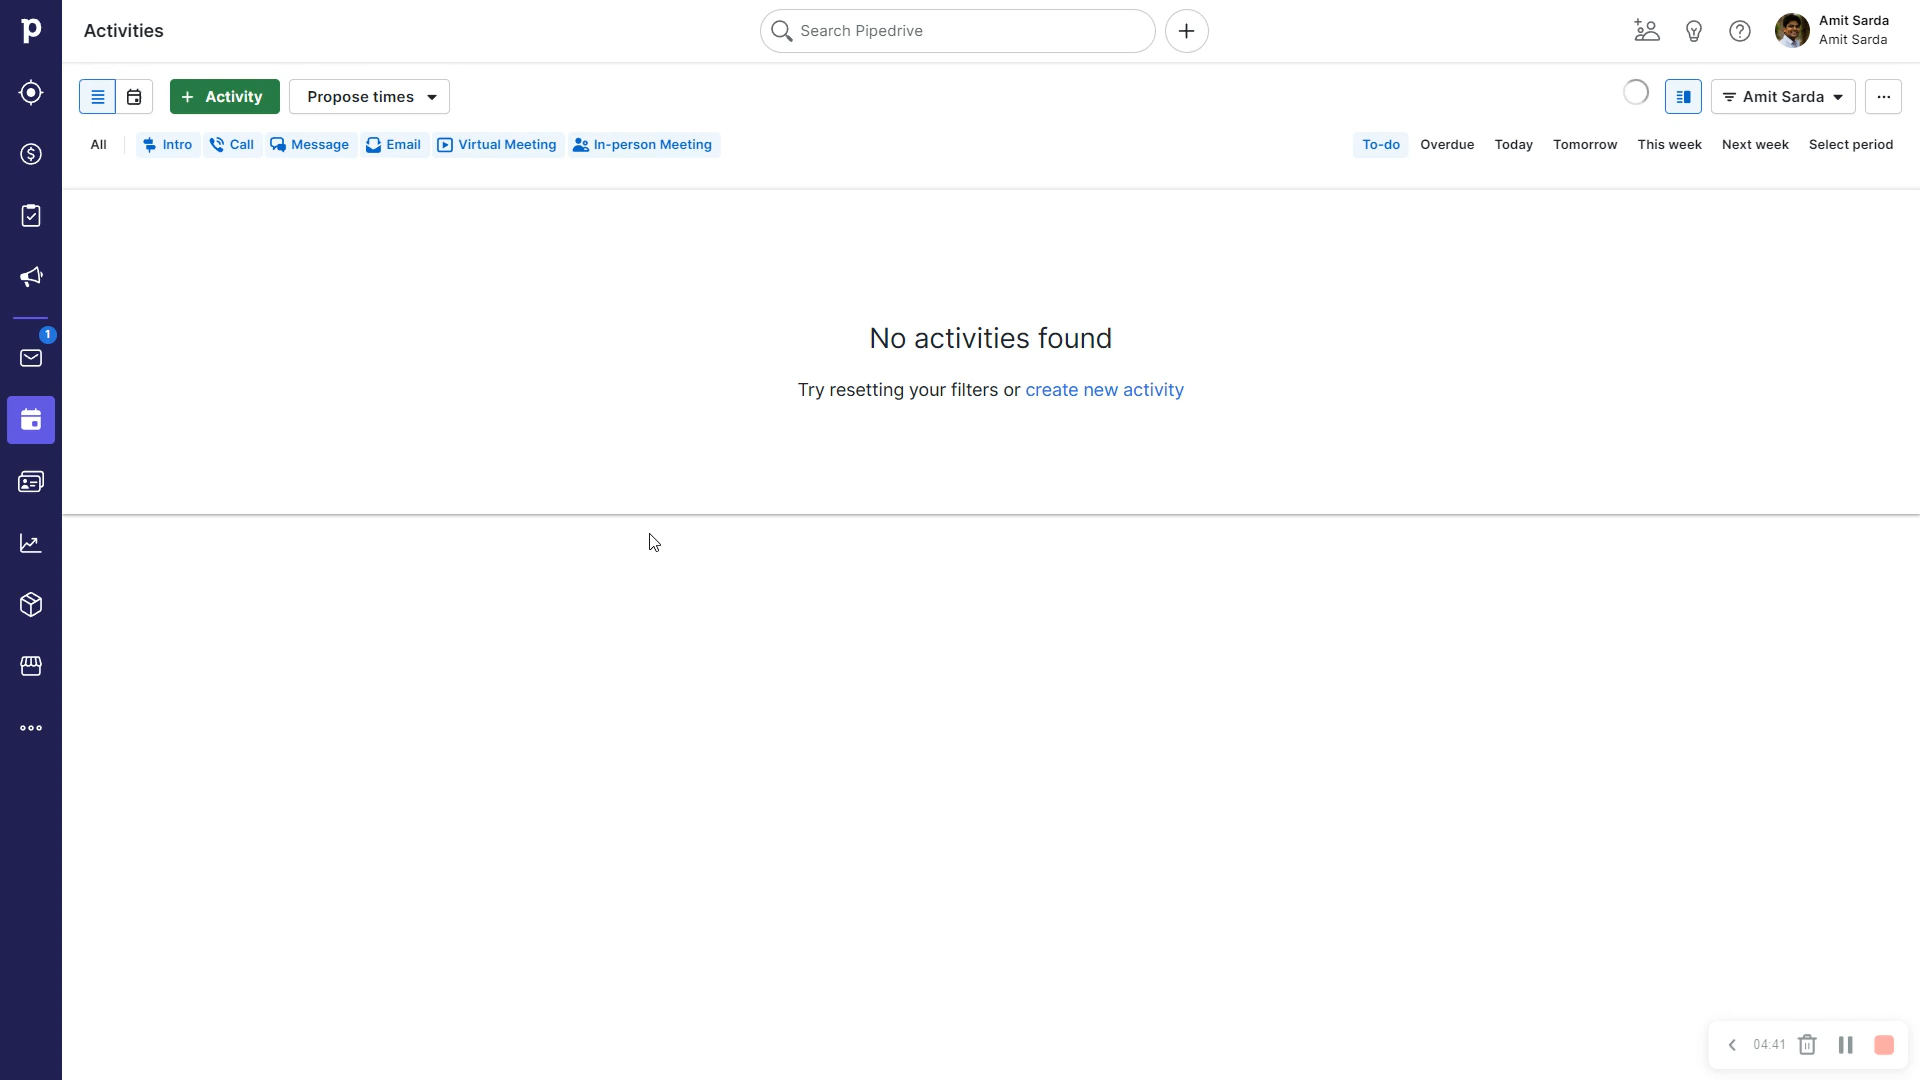 Activities
Search Pipedrive
Amit Sarda
Amit Sarda
Activity
Propose times
Amit Sarda
All
Intro
Call
Message
Email
Virtual Meeting
In-person Meeting
To-do
Overdue
Today
Tomorrow
This week
Next week
Select period
1
No activities found
Try resetting your filters or create new activity
04:41